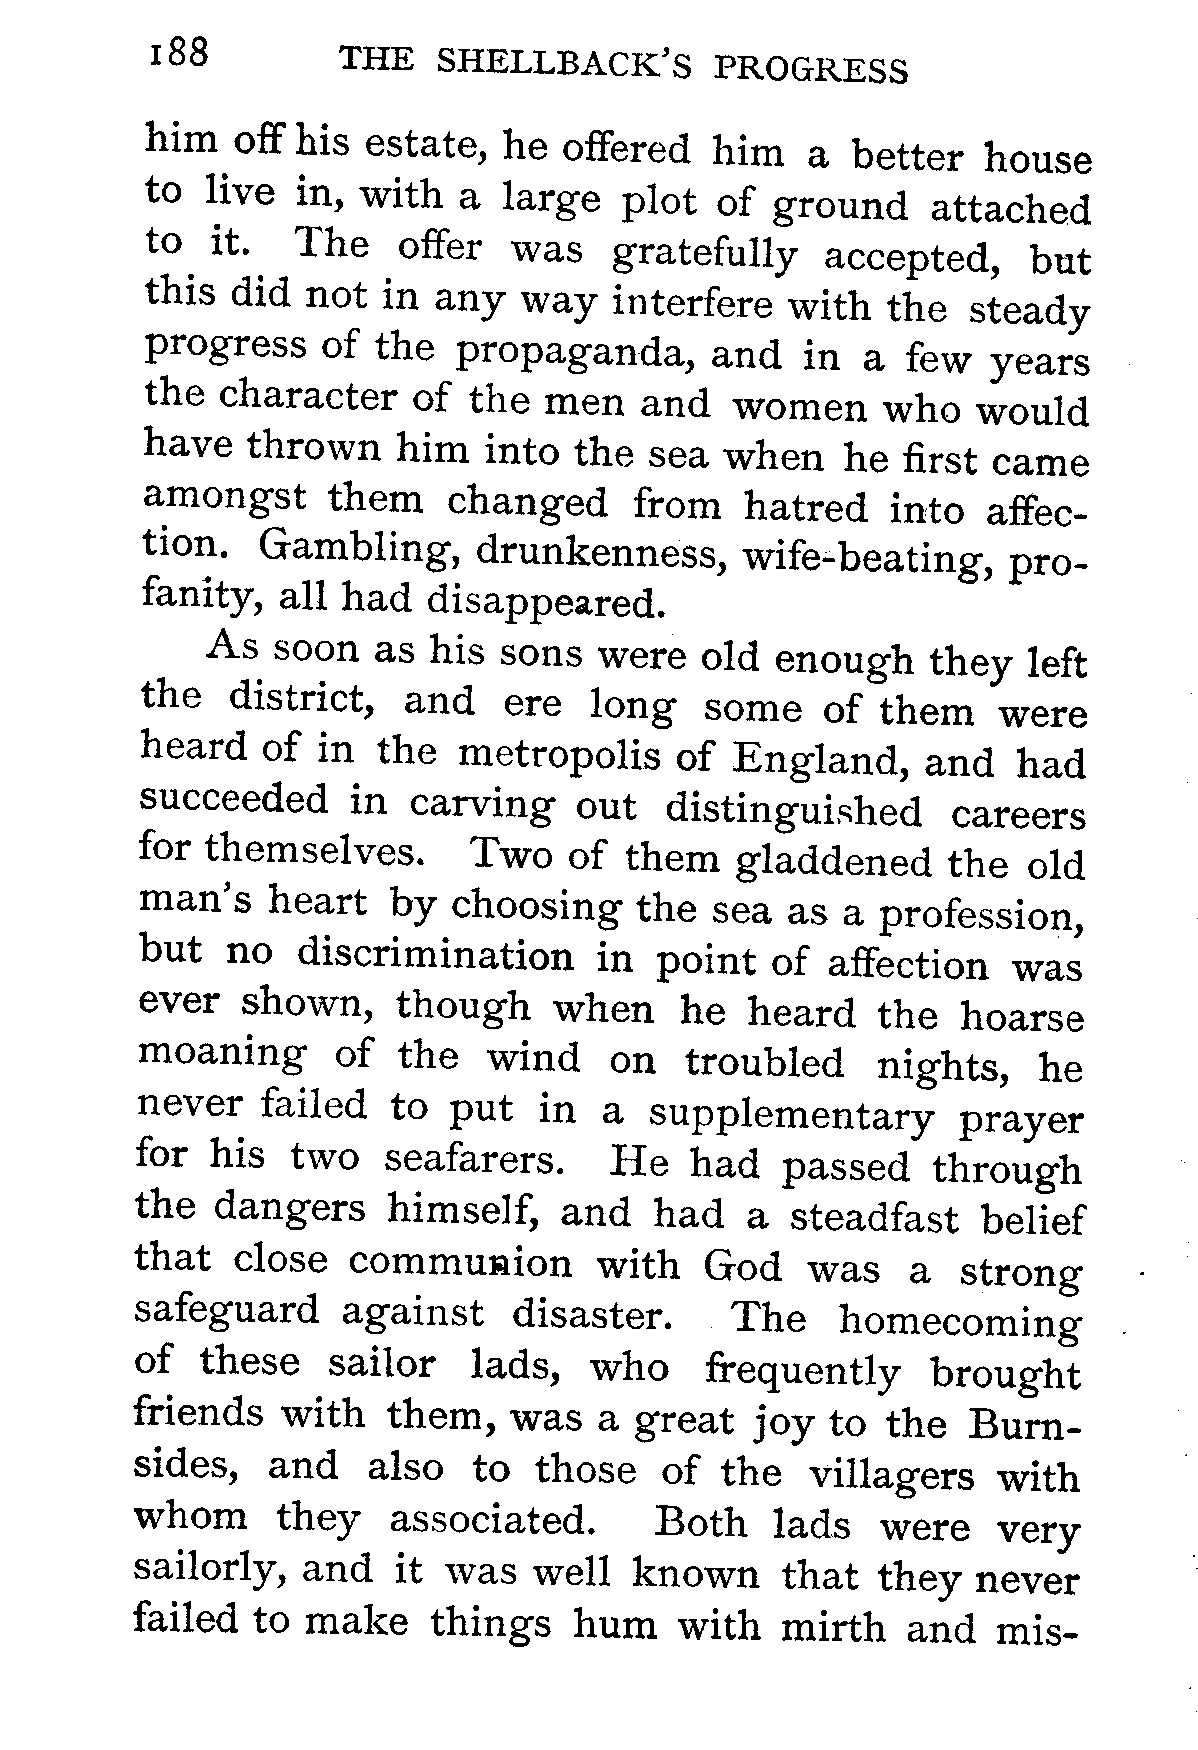 188 THE SHELLBACK'S PROGRESS
him off his estate, he offered him a better house
to live in, with a large plot of ground attached
to it. The offer was gratefully accepted, but
this did not in any way interfere with the steady
progress of the propaganda, and in a few years
the character of the men and women who would
have thrown him into the sea when he first came
amongst them changed from hatred into affec-
tion. Gambling, drunkenness, wife-beating, pro-
fanity, all had disappeared.
As soon as his sons were old enough they left
the district, and ere long some of them were
heard of in the metropolis of England, and had
succeeded in carving out distinguished careers
for themselves. Two of them gladdened the old
man's heart by choosing the sea as a profession,
but no discrimination in point of affection was
ever shown, though when he heard the hoarse
moaning of the wind on troubled nights, he
never failed to put in a supplementary prayer
for his two seafarers. He had passed through
the dangers himself, and had a steadfast belief
that close communion with God was a strong
safeguard against disaster. The homecoming
of these sailor lads, who frequently brought
friends with them, was a great joy to the Burn-
sides, and also to those of the villagers with
whom they associated. Both lads were very
sailorly, and it was well known that they never
failed to make things hum with mirth and mis-